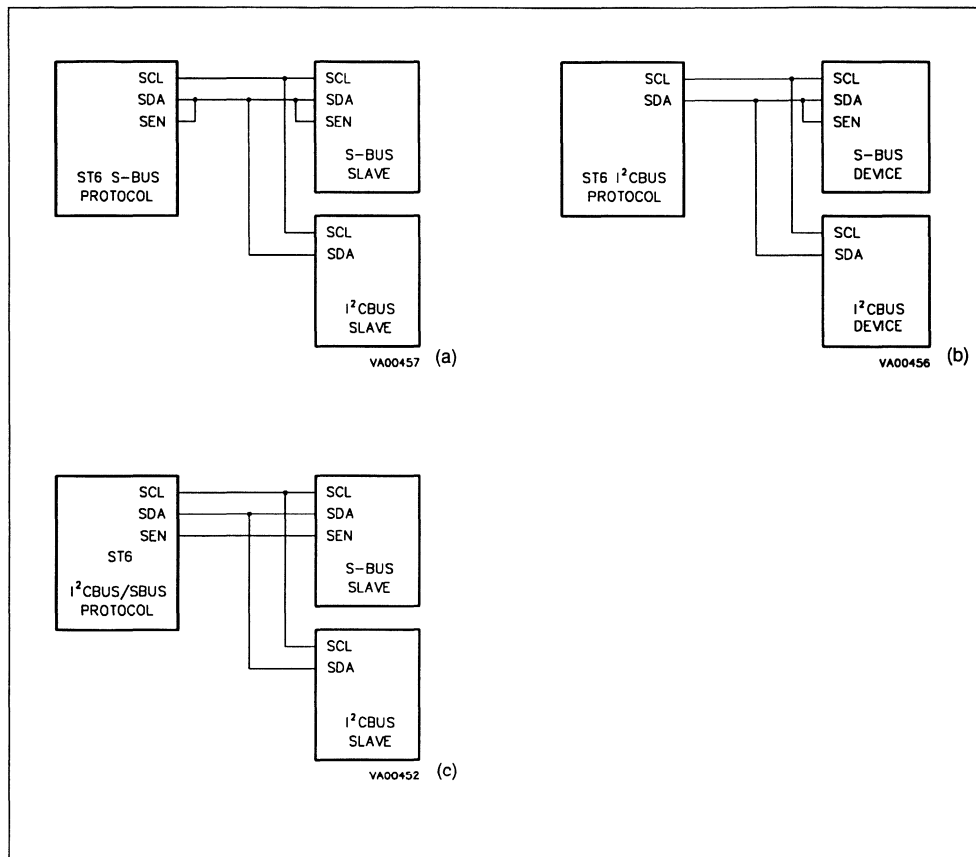 SCL
SDA
SEN
ST6 S-BUS
PROTOCOL
SCL
SDA
SEN
S-BUS
SLAVE
SCL
SDA
I²CBUS
SLAVE
VA00457 (a)
SCL
SDA
ST6 I²CBUS
PROTOCOL
SCL
SDA
SEN
S-BUS
DEVICE
SCL
SDA
I²CBUS
DEVICE
VA00456 (b)
SCL
SDA
SEN
ST6
I²CBUS/SBUS
PROTOCOL
SCL
SDA
SEN
S-BUS
SLAVE
SCL
SDA
I²CBUS
SLAVE
VA00452 (c)